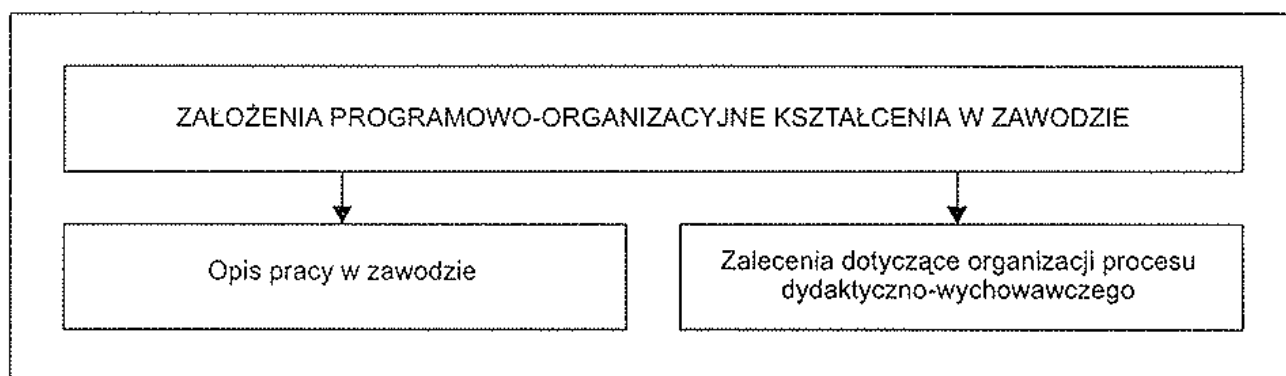 ZAŁOŻENIA PROGRAMOWO-ORGANIZACYJNE KSZTAŁCENIA W ZAWODZIE
Opis pracy w zawodzie
Zalecenia dotyczące organizacji procesu
dydaktyczno-wychowawczego